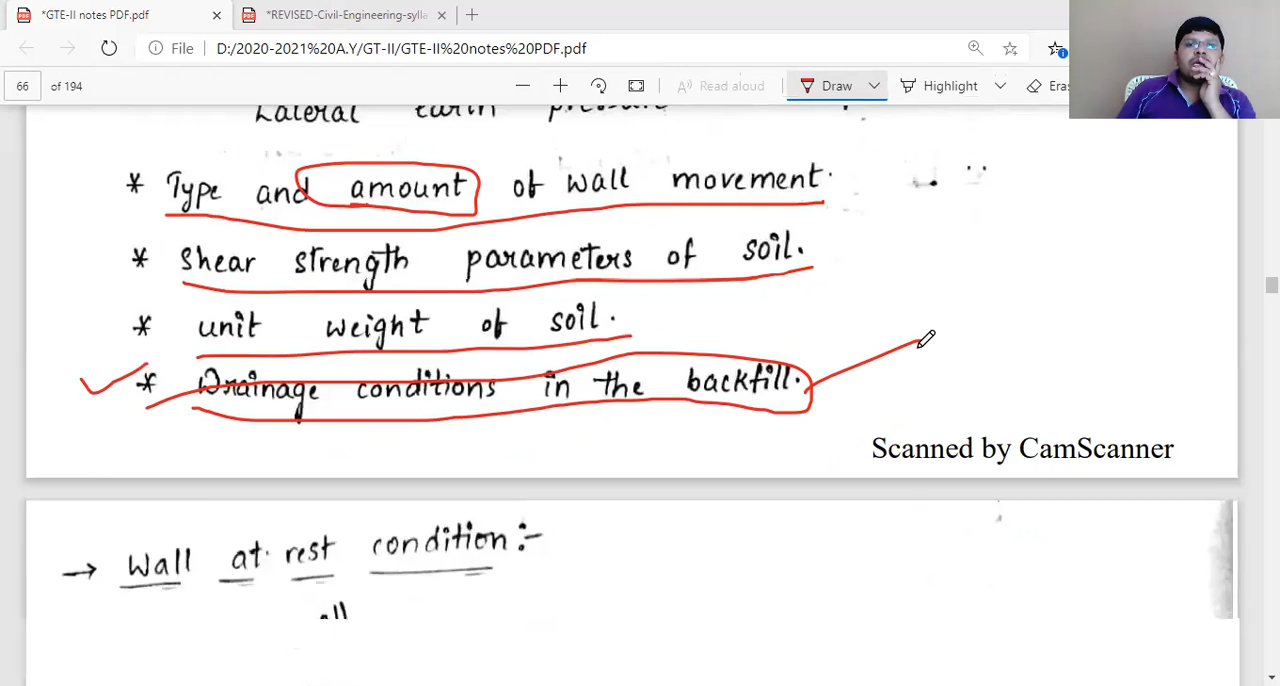 *GTE-II notes PDF.pdf
*REVISED-Civil-Engineering-sylla
File D:/2020-2021%20A.Y/GT-II/GTE-II%20notes%20PDF.pdf
66 of 194 Read aloud Draw Highlight Eras
Lateral earth pressure
* Type and amount of wall movement.
* Shear strength parameters of soil.
* unit weight of soil.
* Drainage conditions in the backfill.
Scanned by CamScanner
→ Wall at rest condition:-